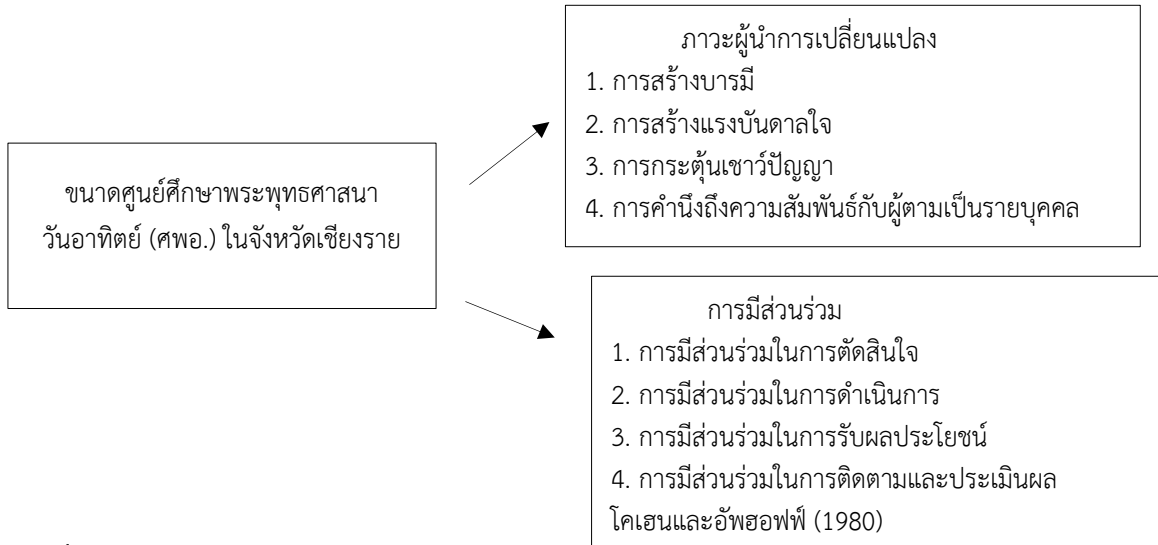 ภาวะผู้นำการเปลี่ยนแปลง
1. การสร้างบารมี
2. การสร้างแรงบันดาลใจ
3. การกระตุ้นเชาว์ปัญญา
4. การคำนึงถึงความสัมพันธ์กับผู้ตามเป็นรายบุคคล
ขนาดศูนย์ศึกษาพระพุทธศาสนา
วันอาทิตย์ (ศพอ.) ในจังหวัดเชียงราย
การมีส่วนร่วม
1. การมีส่วนร่วมในการตัดสินใจ
2. การมีส่วนร่วมในการดำเนินการ
3. การมีส่วนร่วมในการรับผลประโยชน์
4. การมีส่วนร่วมในการติดตามและประเมินผล
โคเฮนและอัพฮอฟฟ์ (1980)